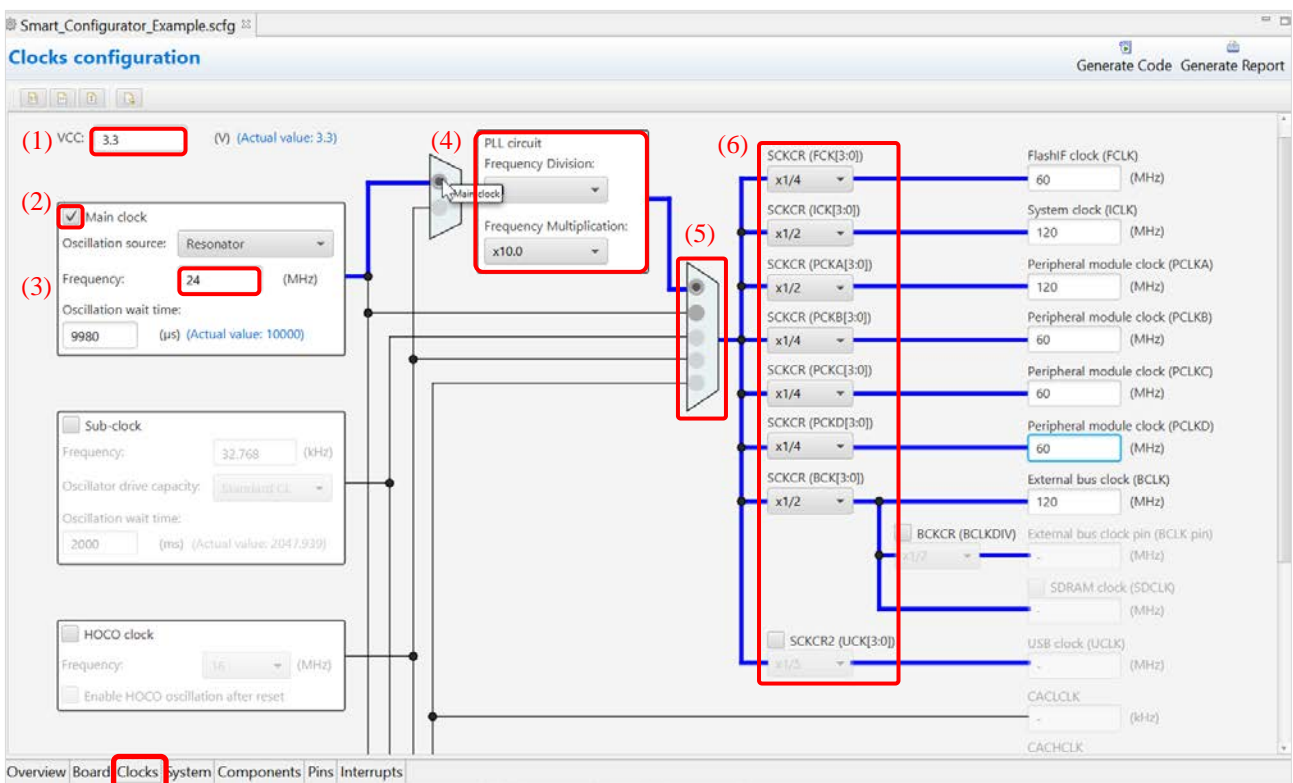 Smart_Configurator_Example.scfg
Clocks configuration
Generate Code Generate Report
(1) VCC: 3.3 (V) (Actual value: 3.3)
(2)
Main clock
Oscillation source: Resonator
(3)
Frequency: 24 (MHz)
Oscillation wait time:
9980 (μs) (Actual value: 10000)
Sub-clock
Frequency: 32.768 (kHz)
Oscillator drive capacity: Standard CL
Oscillation wait time:
2000 (ms) (Actual value: 2047.939)
HOCO clock
Frequency: 16 (MHz)
Enable HOCO oscillation after reset
(4)
Main clock
PLL circuit
Frequency Division:
Frequency Multiplication:
x10.0
(5)
(6)
SCKCR (FCK[3:0])
x1/4
SCKCR (ICK[3:0])
x1/2
SCKCR (PCKA[3:0])
x1/2
SCKCR (PCKB[3:0])
x1/4
SCKCR (PCKC[3:0])
x1/4
SCKCR (PCKD[3:0])
x1/4
SCKCR (BCK[3:0])
x1/2
BCKCR (BCLKDIV)
x1/2
SCKCR2 (UCK[3:0])
x1/5
FlashIF clock (FCLK)
60 (MHz)
System clock (ICLK)
120 (MHz)
Peripheral module clock (PCLKA)
120 (MHz)
Peripheral module clock (PCLKB)
60 (MHz)
Peripheral module clock (PCLKC)
60 (MHz)
Peripheral module clock (PCLKD)
60 (MHz)
External bus clock (BCLK)
120 (MHz)
External bus clock pin (BCLK pin)
- (MHz)
SDRAM clock (SDCLK)
- (MHz)
USB clock (UCLK)
- (MHz)
CACLCLK
- (kHz)
CACHCLK
Overview Board Clocks System Components Pins Interrupts